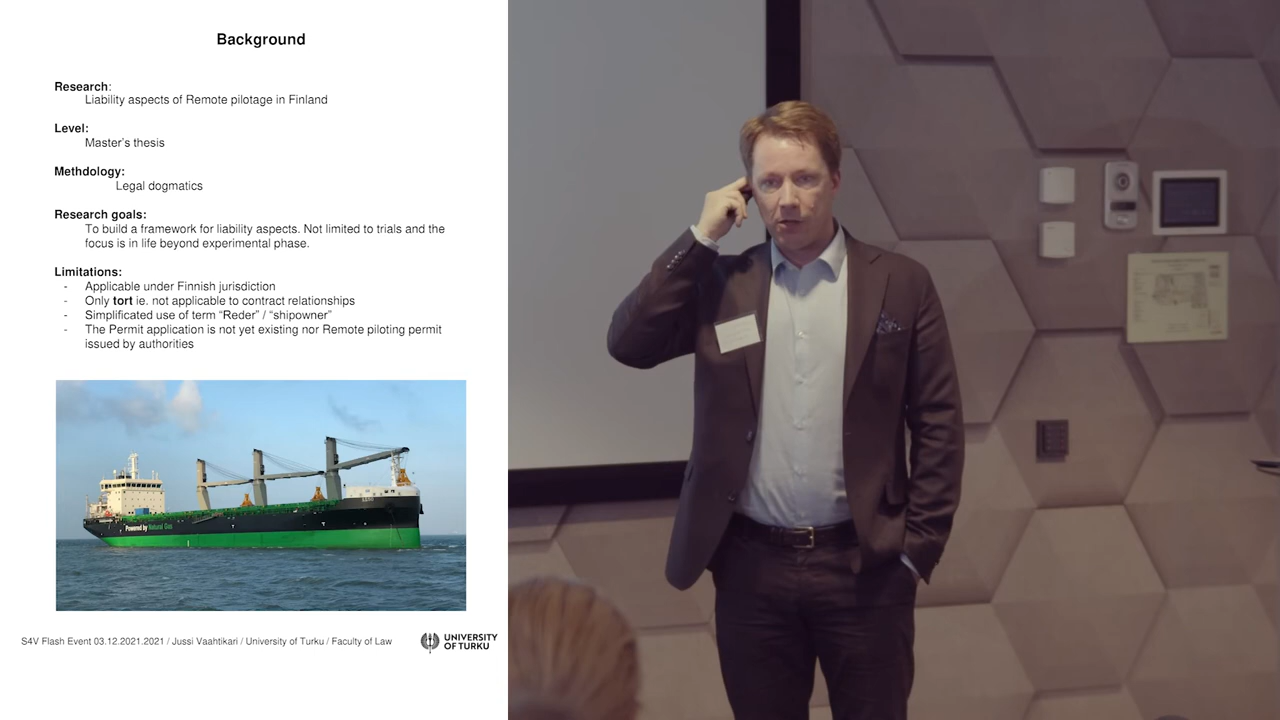 Background
Research:
Liability aspects of Remote pilotage in Finland
Level:
Master's thesis
Methdology:
Legal dogmatics
Research goals:
To build a framework for liability aspects. Not limited to trials and the
focus is in life beyond experimental phase.
Limitations:
- Applicable under Finnish jurisdiction
- Only tort ie. not applicable to contract relationships
- Simplificated use of term “Reder” / “shipowner”
- The Permit application is not yet existing nor Remote piloting permit
issued by authorities
Powered by Natural Gas
S4V Flash Event 03.12.2021.2021 / Jussi Vaahtikari / University of Turku / Faculty of Law
UNIVERSITY
OF TURKU